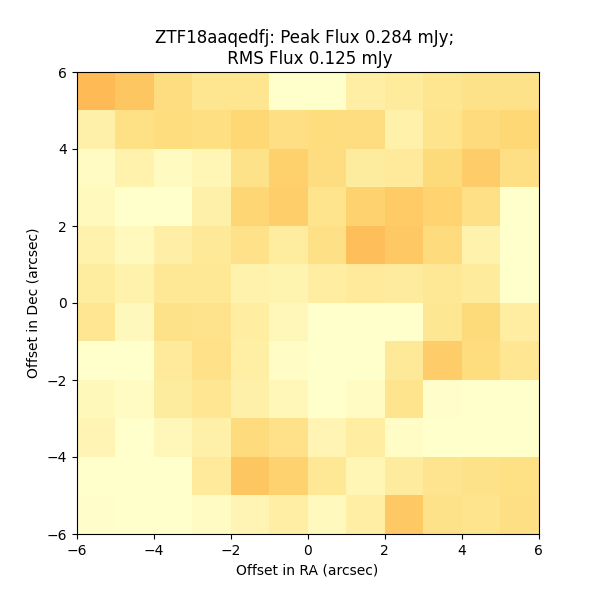 ZTF18aaqedfj: Peak Flux 0.284 mJy;
RMS Flux 0.125 mJy
6
4
2
0
−2
−4
−6
Offset in Dec (arcsec)
−6 −4 −2 0 2 4 6
Offset in RA (arcsec)